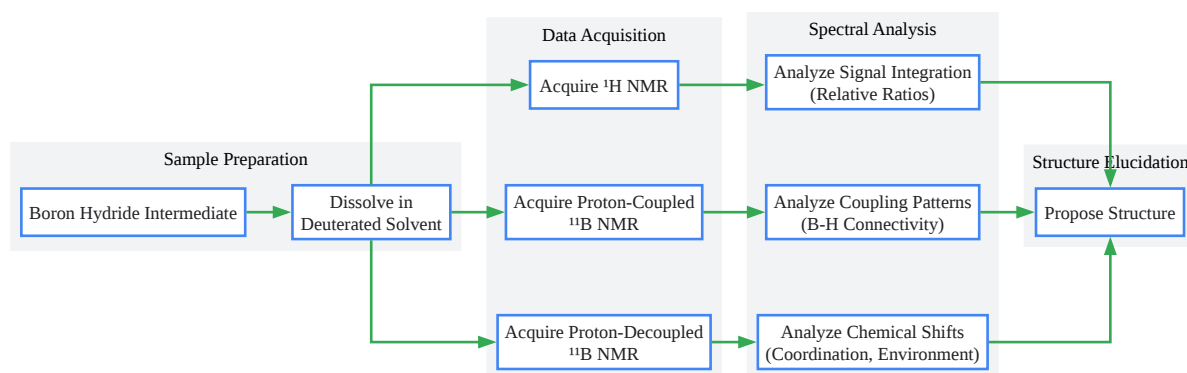 Sample Preparation
Boron Hydride Intermediate
Dissolve in
Deuterated Solvent
Data Acquisition
Acquire ¹H NMR
Acquire Proton-Coupled
¹¹B NMR
Acquire Proton-Decoupled
¹¹B NMR
Spectral Analysis
Analyze Signal Integration
(Relative Ratios)
Analyze Coupling Patterns
(B-H Connectivity)
Analyze Chemical Shifts
(Coordination, Environment)
Structure Elucidation
Propose Structure